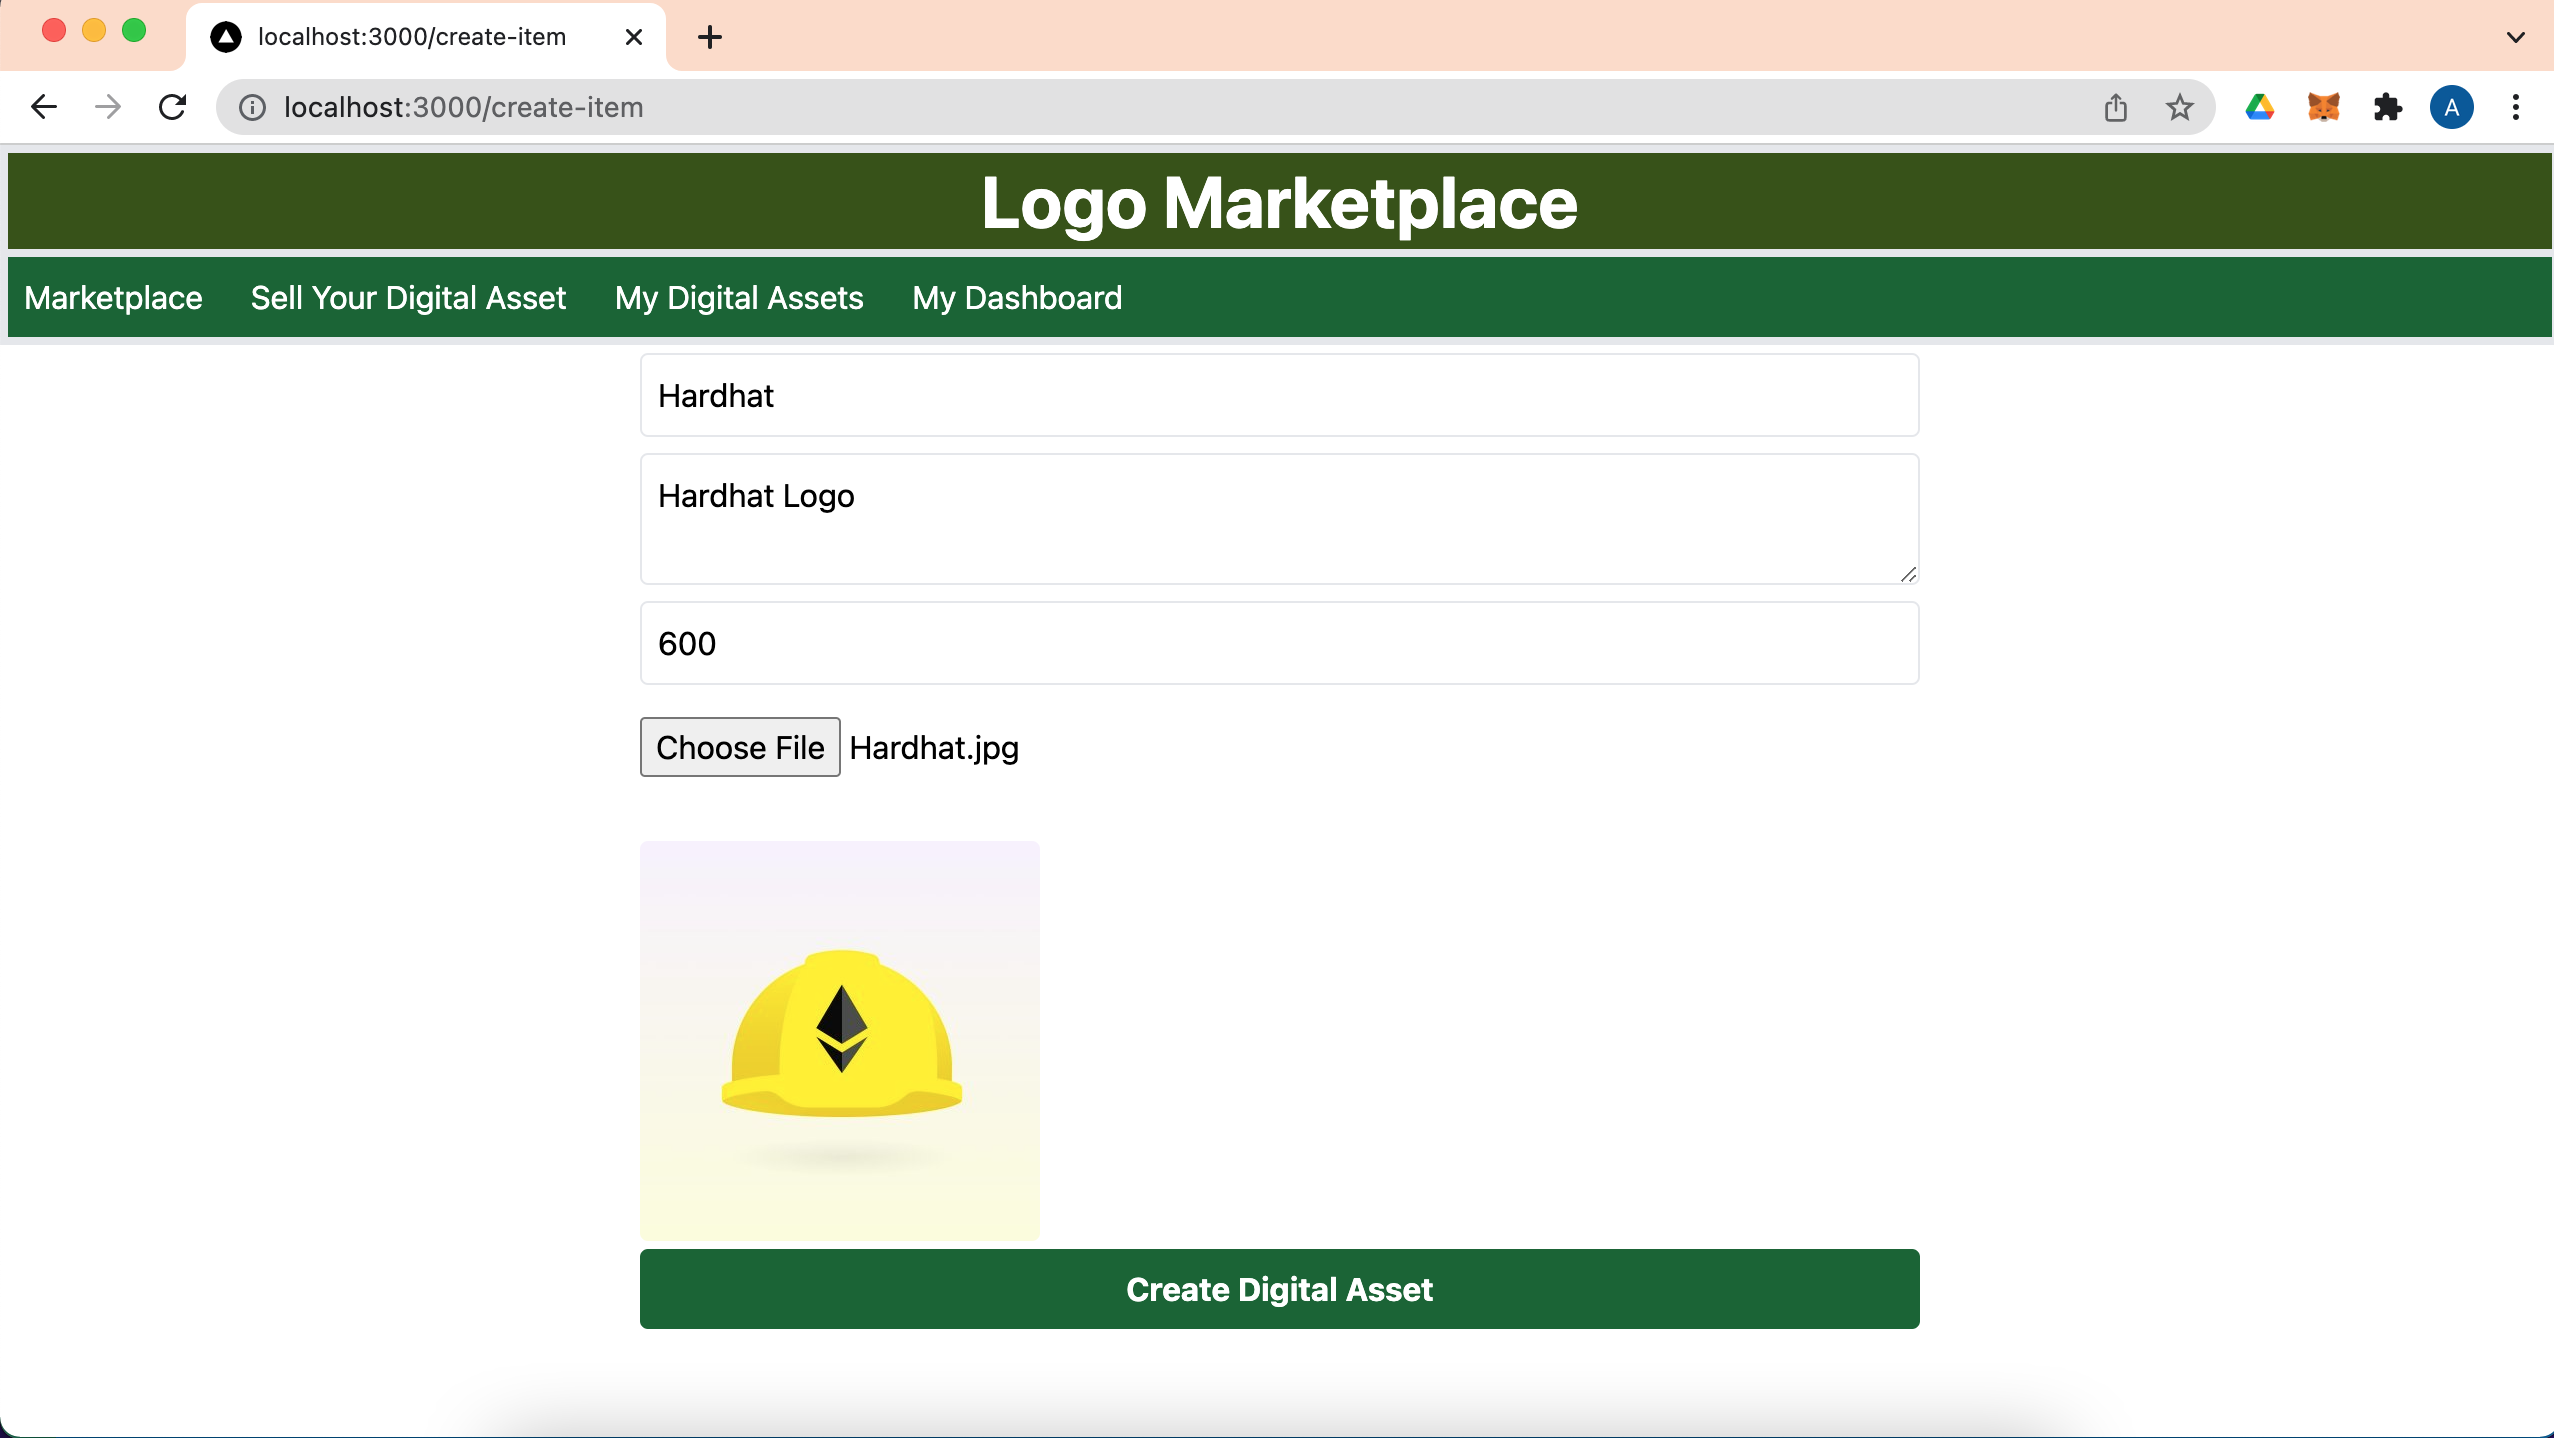 localhost:3000/create-item
localhost:3000/create-item
A
Logo Marketplace
Marketplace Sell Your Digital Asset My Digital Assets My Dashboard
Hardhat
Hardhat Logo
600
Choose File Hardhat.jpg
Create Digital Asset